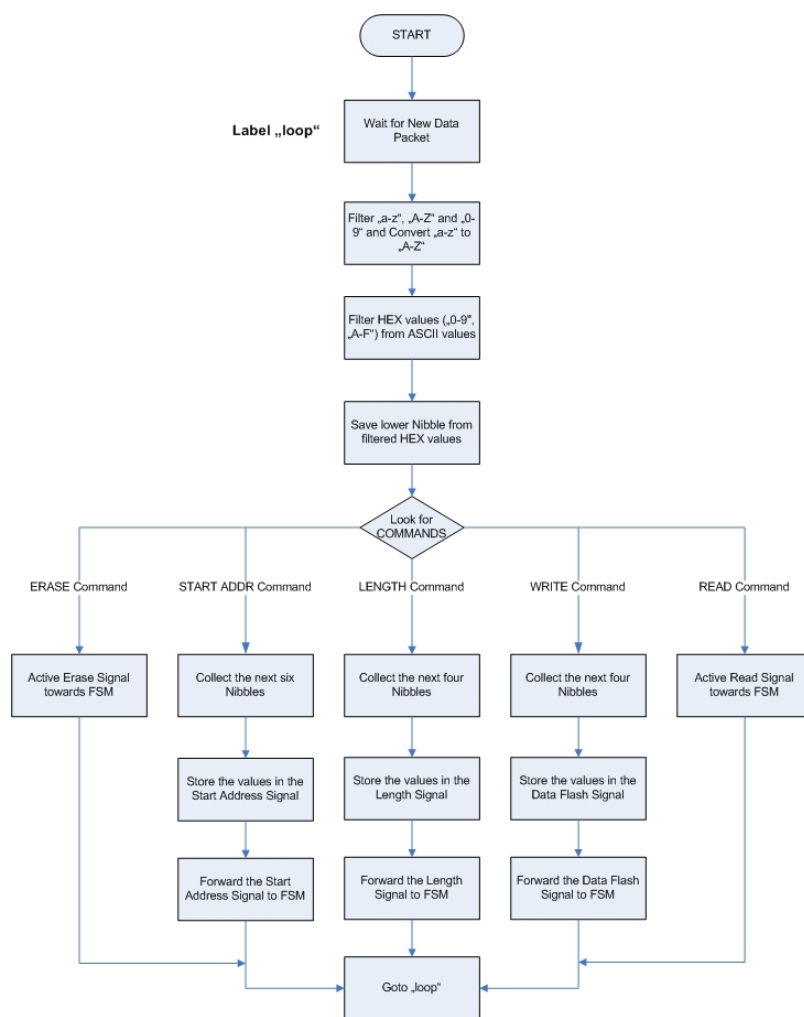 START
Label „loop“
Wait for New Data
Packet
Filter „a-z“, „A-Z“ and „0-
9“ and Convert „a-z“ to
„A-Z“
Filter HEX values („0-9“,
„A-F“) from ASCII values
Save lower Nibble from
filtered HEX values
Look for
COMMANDS
ERASE Command
START ADDR Command
LENGTH Command
WRITE Command
READ Command
Active Erase Signal
towards FSM
Collect the next six
Nibbles
Collect the next four
Nibbles
Collect the next four
Nibbles
Active Read Signal
towards FSM
Store the values in the
Start Address Signal
Store the values in the
Length Signal
Store the values in the
Data Flash Signal
Forward the Start
Address Signal to FSM
Forward the Length
Signal to FSM
Forward the Data Flash
Signal to FSM
Goto „loop“